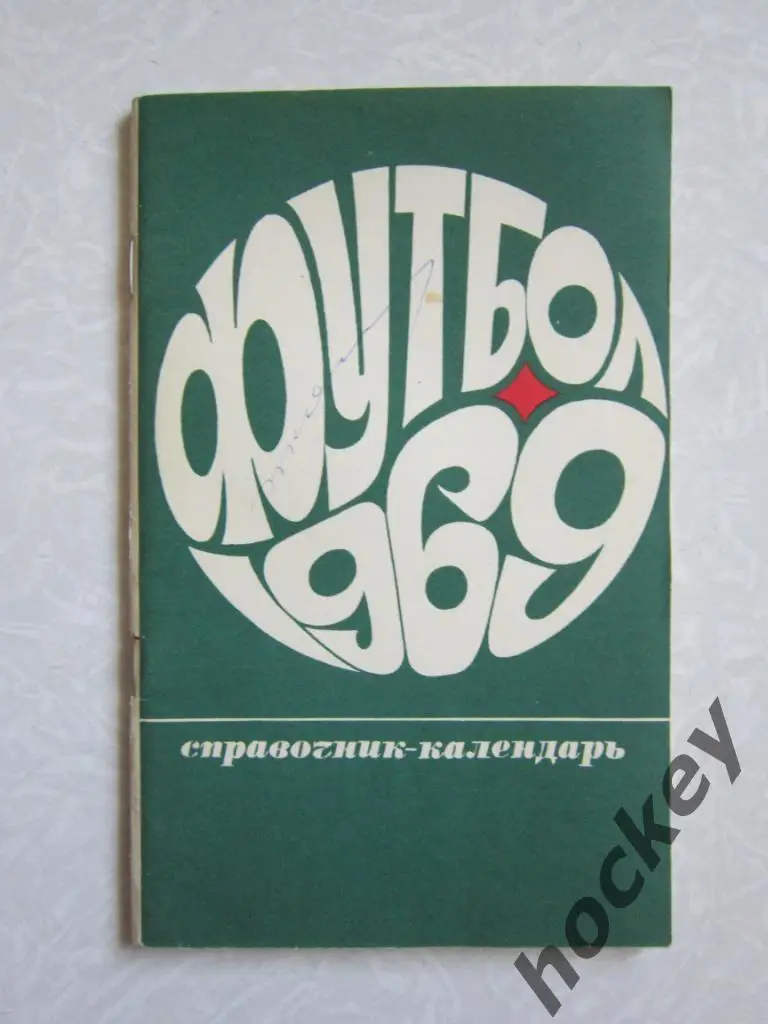 футбол
1969
справочник-календарь
hockey